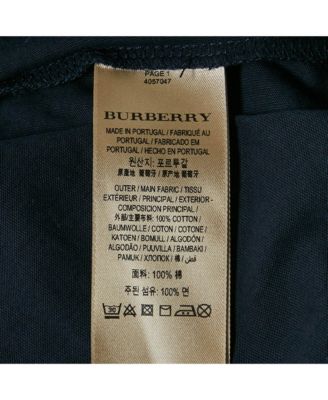 PAGE 1
4057047
BURBERRY
MADE IN PORTUGAL / FABRIQUÉ AU
PORTUGAL / FABRICADO EM
PORTUGAL / HECHO EN PORTUGAL
원산지: 포르투갈
原產地 葡萄牙 / 原产地 葡萄牙
OUTER / MAIN FABRIC / TISSU
EXTÉRIEUR / PRINCIPAL / EXTERIOR -
COMPOSICIÓN PRINCIPAL /
外部/主要布料: 100% COTTON /
BAUMWOLLE / COTON / COTONE /
KATOEN / BOMULL / ALGODÓN /
ALGODÃO / PUUVILLA / BAMBAKI /
PAMUK / ХЛОПОК / 棉 / قطن
面料: 100% 棉
주된 섬유: 100% 면